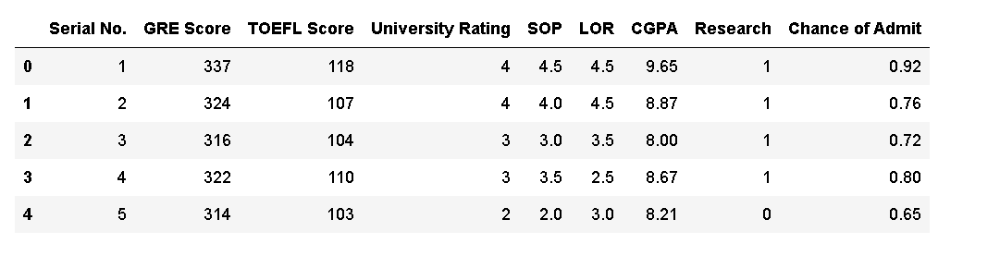 Serial No. GRE Score TOEFL Score University Rating SOP LOR CGPA Research Chance of Admit
0 1 337 118 4 4.5 4.5 9.65 1 0.92
1 2 324 107 4 4.0 4.5 8.87 1 0.76
2 3 316 104 3 3.0 3.5 8.00 1 0.72
3 4 322 110 3 3.5 2.5 8.67 1 0.80
4 5 314 103 2 2.0 3.0 8.21 0 0.65